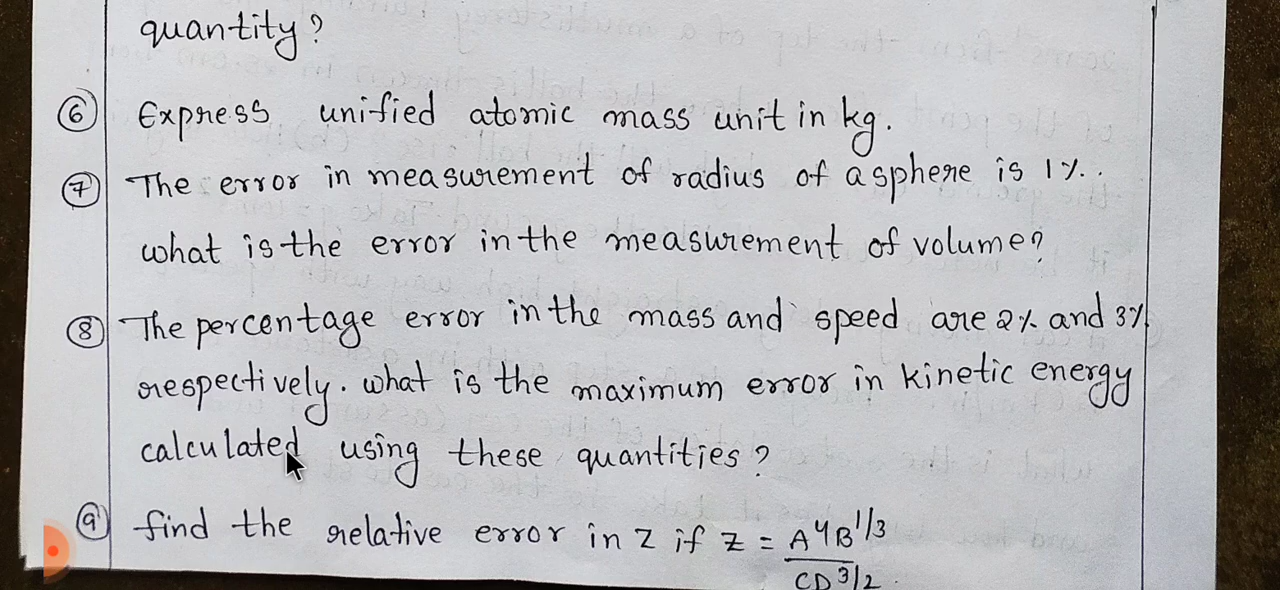 quantity?
⑥ Express unified atomic mass unit in kg.
⑦ The error in measurement of radius of a sphere is 1%..
what is the error in the measurement of volume?
⑧ The percentage error in the mass and speed are 2% and 3%
respectively. what is the maximum error in kinetic energy
calculated using these quantities?
⑨ find the relative error in Z if Z = A⁴B^1/3
CD^3/2.